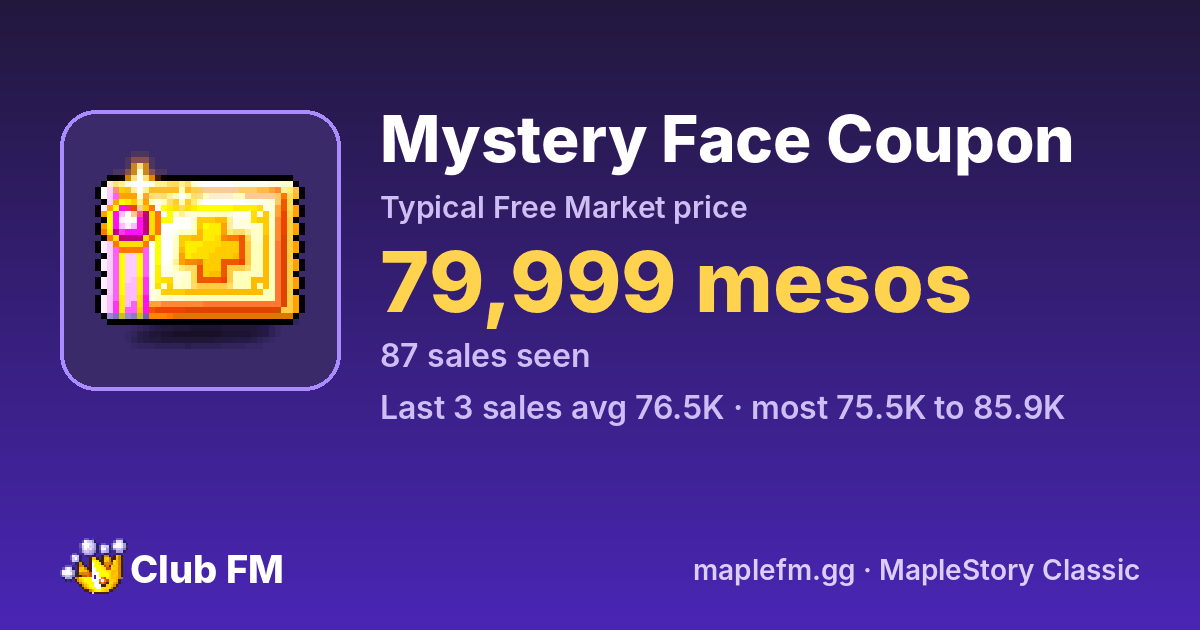 Mystery Face Coupon
Typical Free Market price
79,999 mesos
87 sales seen
Last 3 sales avg 76.5K · most 75.5K to 85.9K
Club FM
maplefm.gg · MapleStory Classic